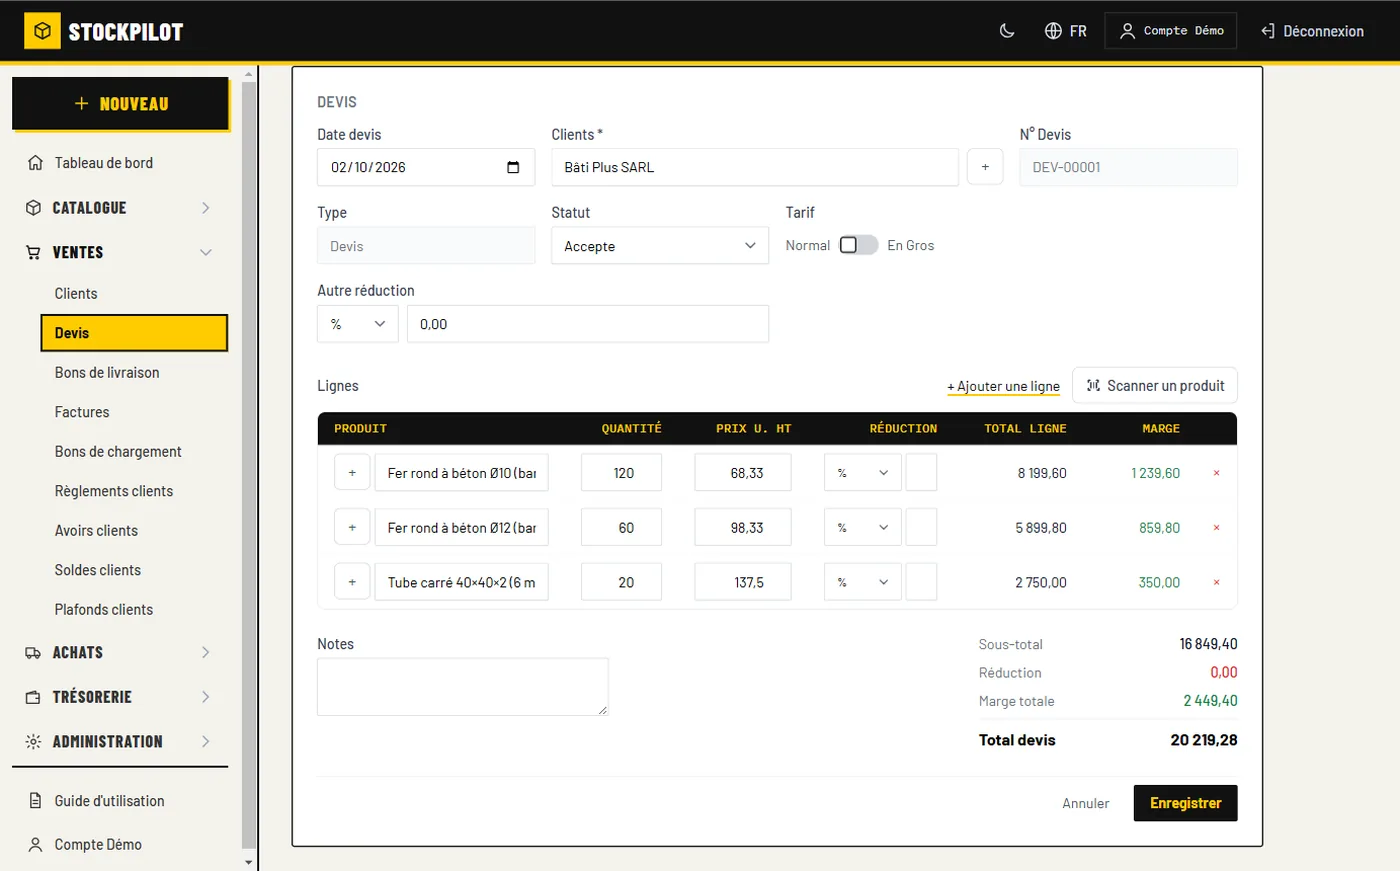 STOCKPILOT
FR
Compte Démo
Déconnexion
+ NOUVEAU
Tableau de bord
CATALOGUE
VENTES
Clients
Devis
Bons de livraison
Factures
Bons de chargement
Règlements clients
Avoirs clients
Soldes clients
Plafonds clients
ACHATS
TRÉSORERIE
ADMINISTRATION
Guide d'utilisation
Compte Démo
DEVIS
Date devis
Clients *
N° Devis
02/10/2026
Bâti Plus SARL
+
DEV-00001
Type
Statut
Tarif
Devis
Accepte
Normal
En Gros
Autre réduction
%
0,00
Lignes
+ Ajouter une ligne
Scanner un produit
PRODUIT QUANTITÉ PRIX U. HT RÉDUCTION TOTAL LIGNE MARGE
+ Fer rond à béton Ø10 (bar 120 68,33 % 8 199,60 1 239,60 ×
+ Fer rond à béton Ø12 (bar 60 98,33 % 5 899,80 859,80 ×
+ Tube carré 40×40×2 (6 m 20 137,5 % 2 750,00 350,00 ×
Notes
Sous-total 16 849,40
Réduction 0,00
Marge totale 2 449,40
Total devis 20 219,28
Annuler
Enregistrer